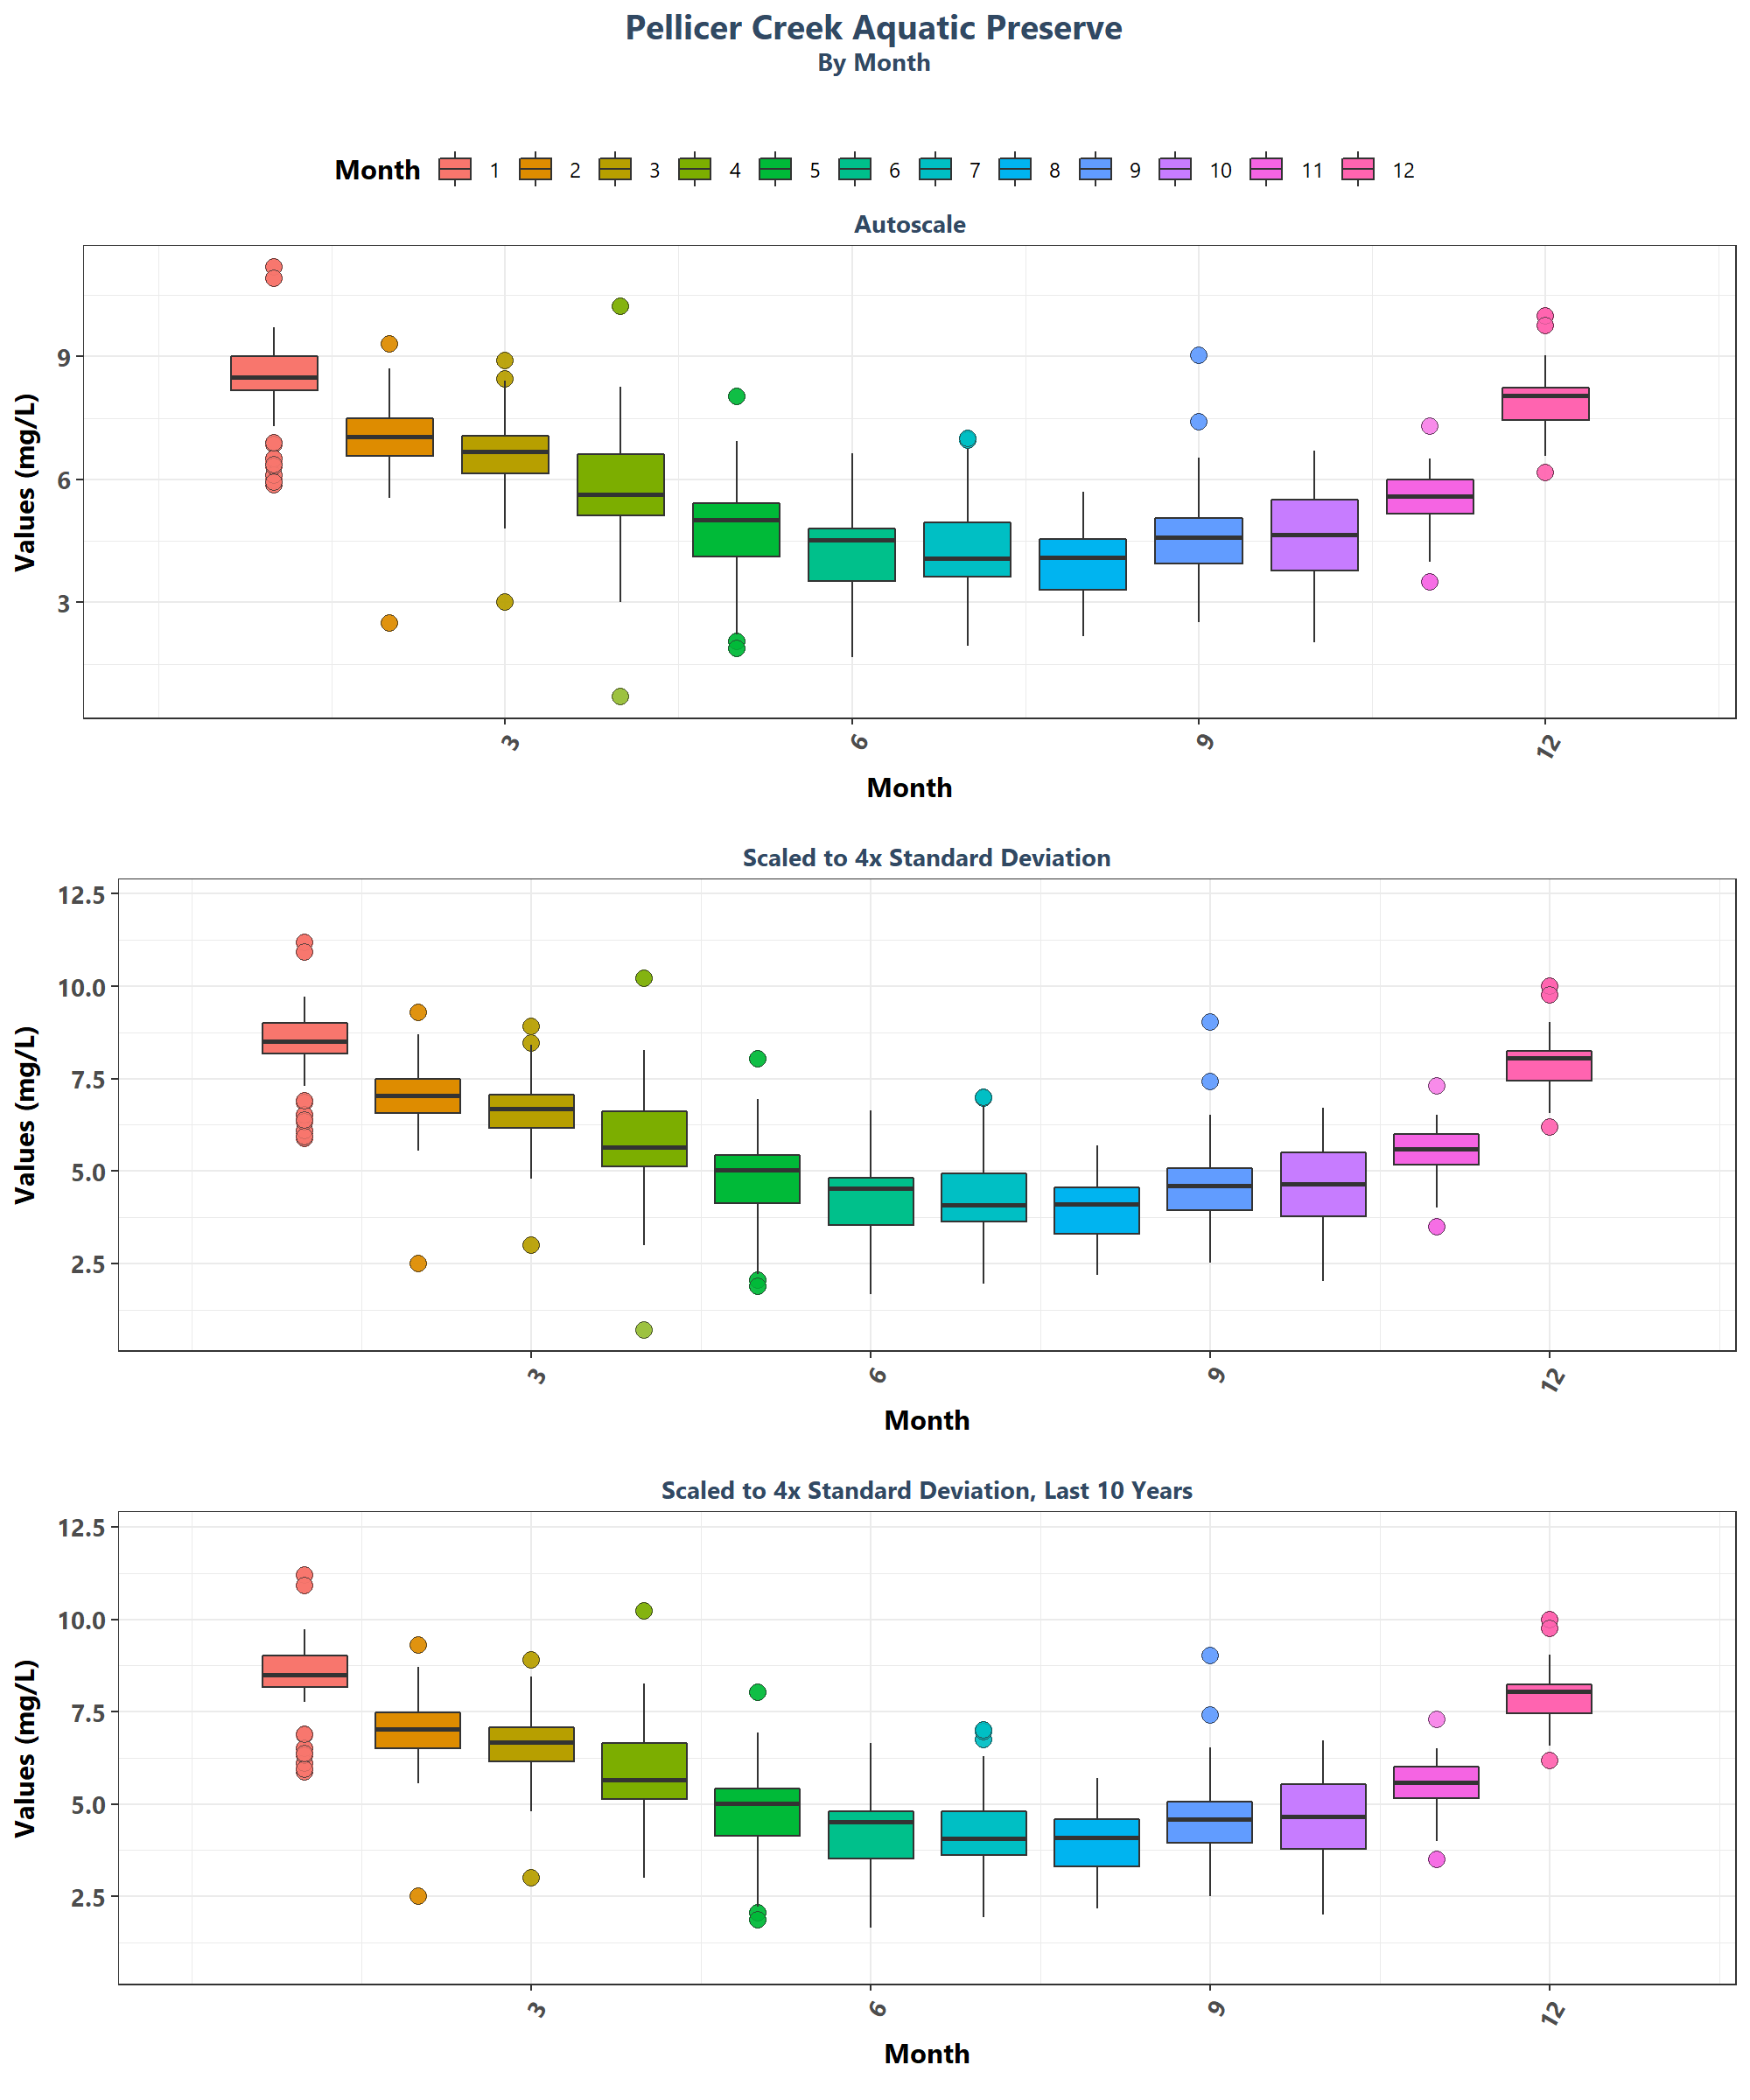 Pellicer Creek Aquatic Preserve
By Month
Month 1 2 3 4 5 6 7 8 9 10 11 12
Autoscale
Values (mg/L)
9
6
3
3 6 9 12
Month
Scaled to 4x Standard Deviation
Values (mg/L)
12.5
10.0
7.5
5.0
2.5
3 6 9 12
Month
Scaled to 4x Standard Deviation, Last 10 Years
Values (mg/L)
12.5
10.0
7.5
5.0
2.5
3 6 9 12
Month